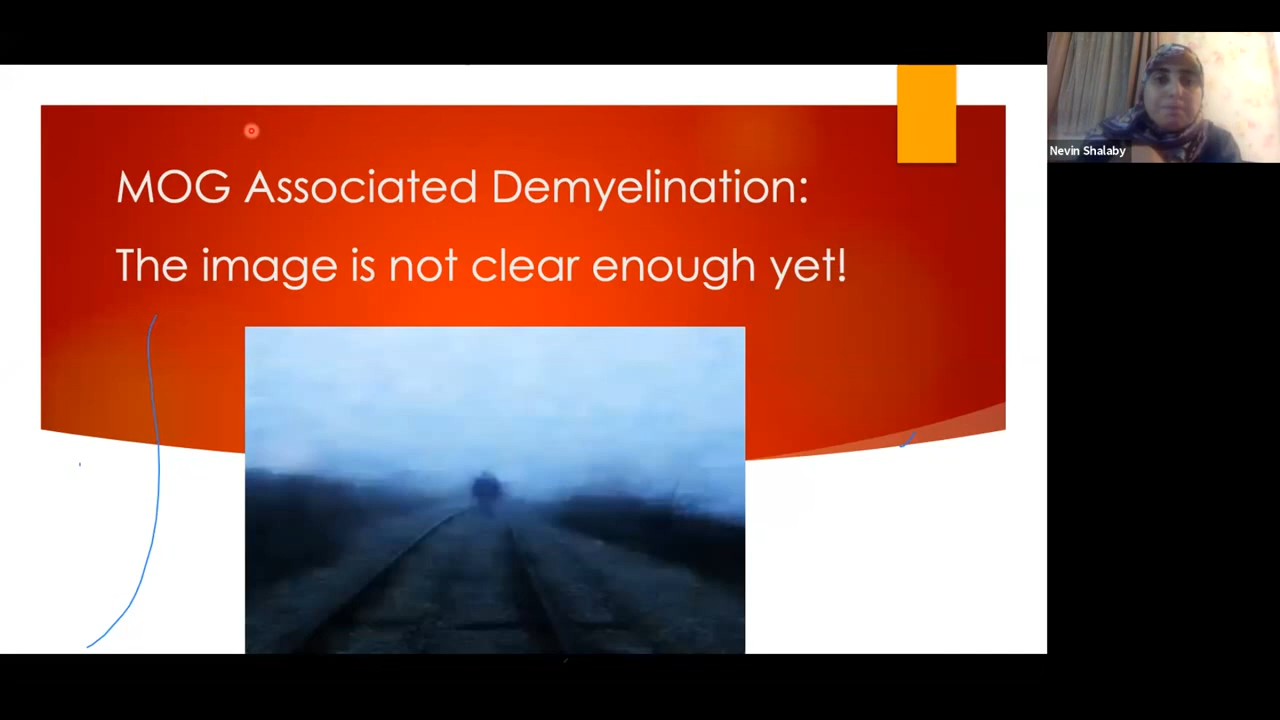 MOG Associated Demyelination:
The image is not clear enough yet!
Nevin Shalaby